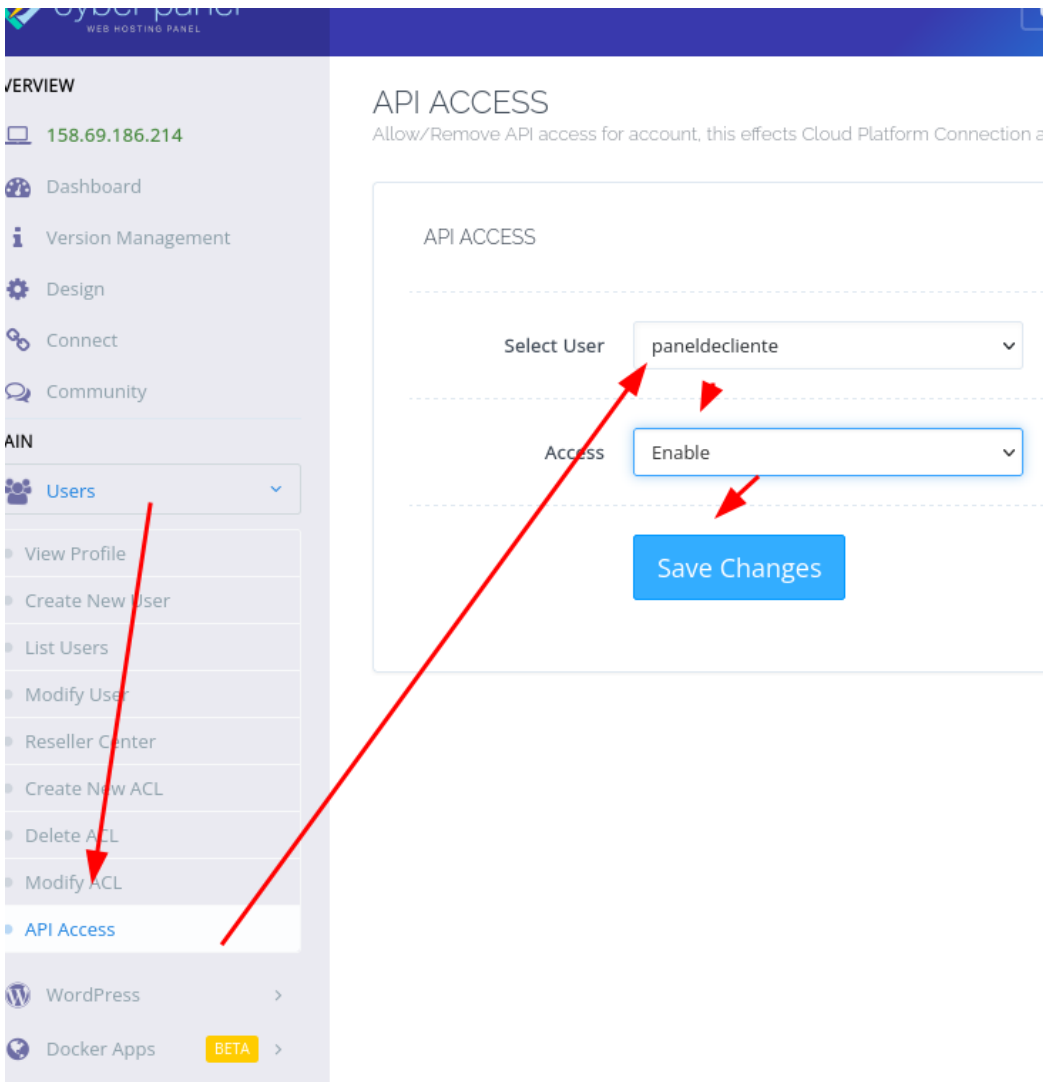 cyber panel
WEB HOSTING PANEL
VERVIEW
158.69.186.214
Dashboard
Version Management
Design
Connect
Community
AIN
Users
View Profile
Create New User
List Users
Modify User
Reseller Center
Create New ACL
Delete ACL
Modify ACL
API Access
WordPress
Docker Apps BETA
API ACCESS
Allow/Remove API access for account, this effects Cloud Platform Connection a
API ACCESS
Select User paneldecliente
Access Enable
Save Changes